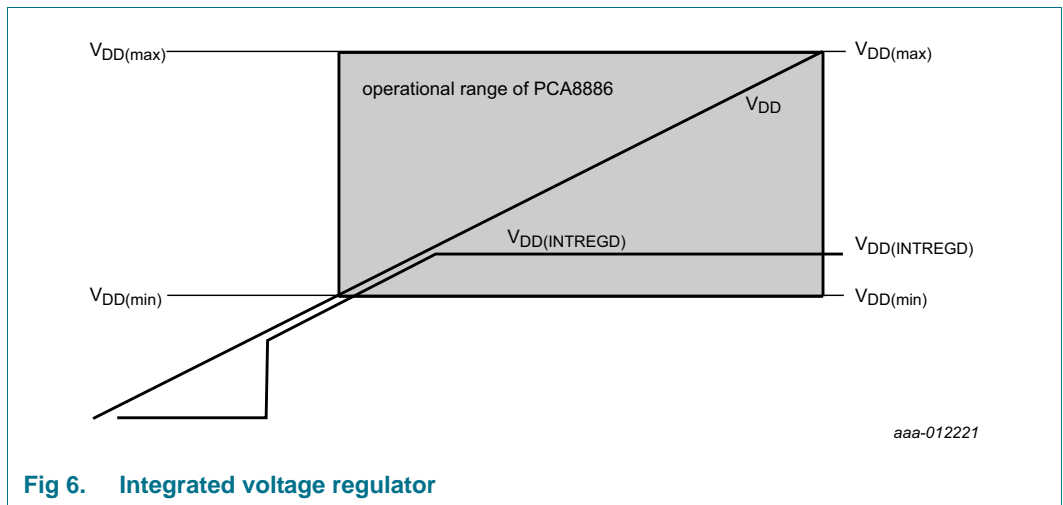 VDD(max)
VDD(max)
operational range of PCA8886
VDD
VDD(INTREGD)
VDD(INTREGD)
VDD(min)
VDD(min)
aaa-012221
Fig 6. Integrated voltage regulator